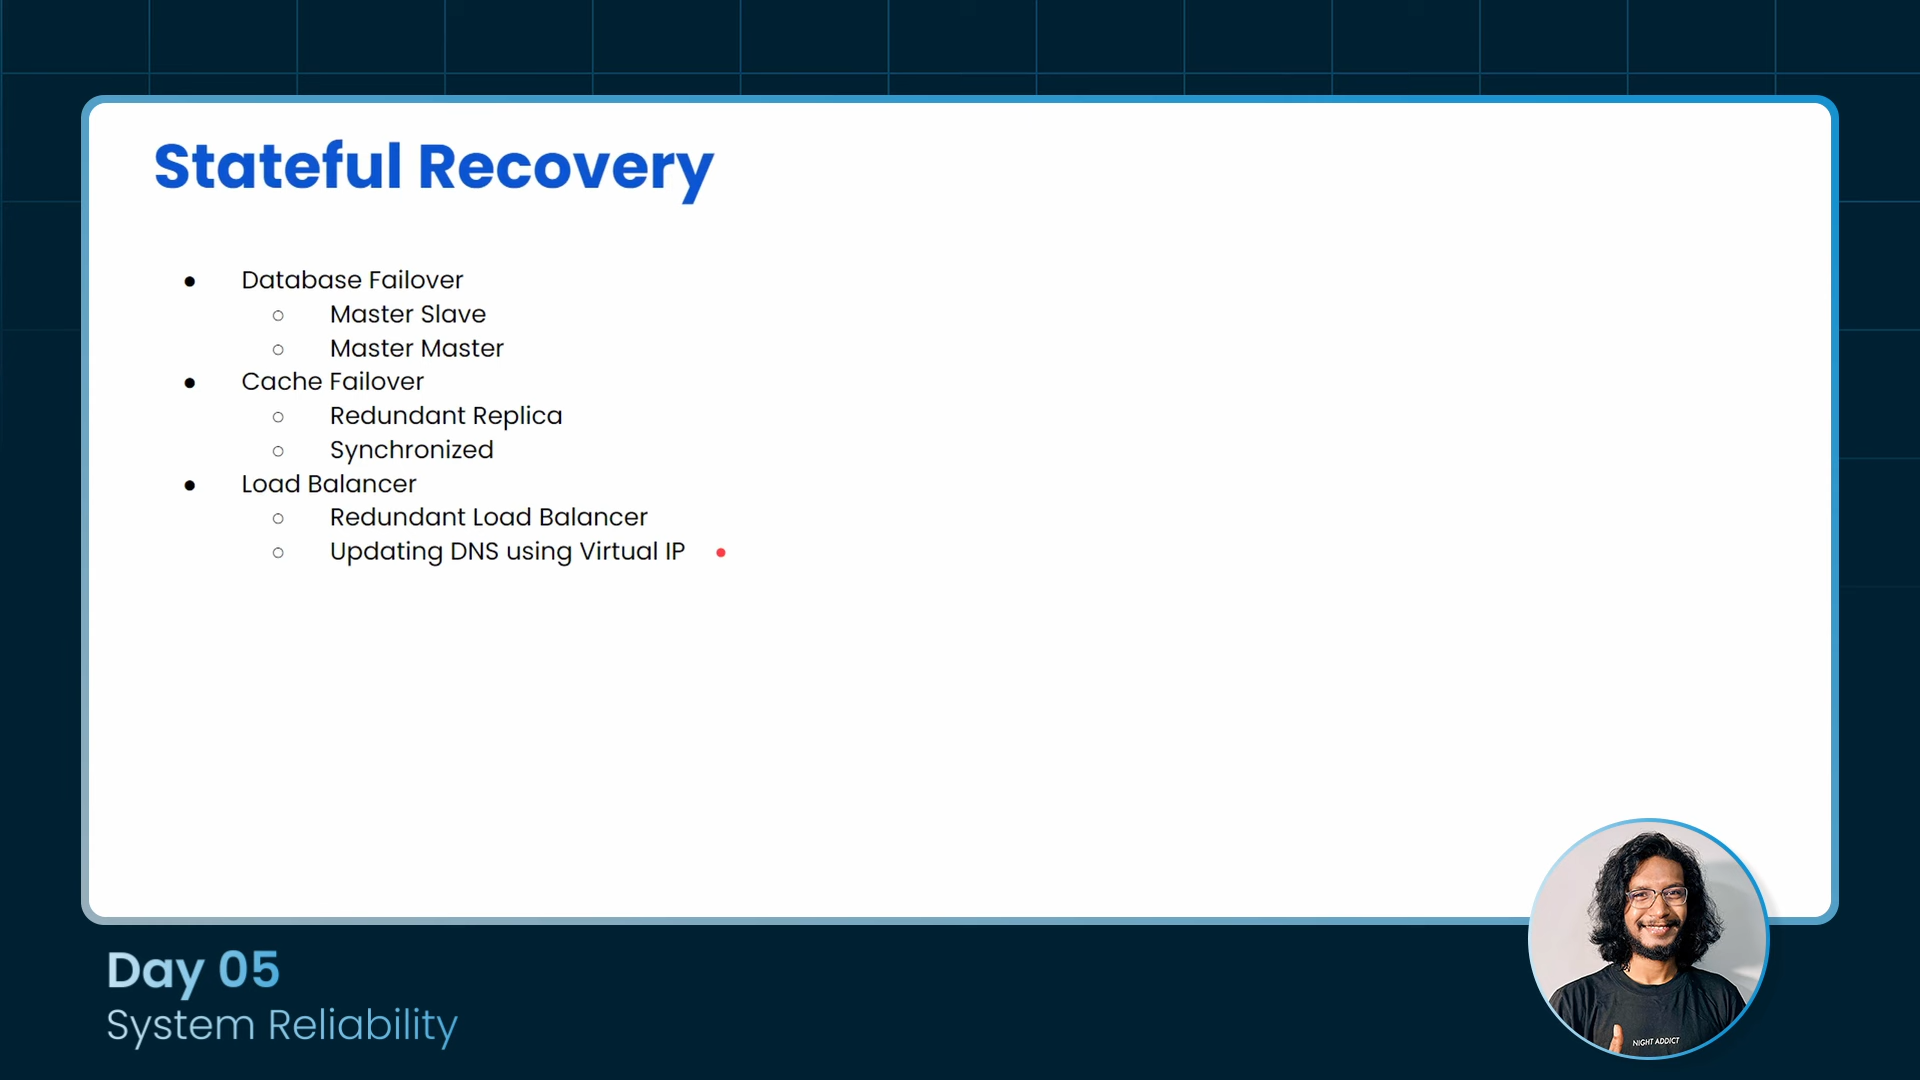 Stateful Recovery
● Database Failover
○ Master Slave
○ Master Master
● Cache Failover
○ Redundant Replica
○ Synchronized
● Load Balancer
○ Redundant Load Balancer
○ Updating DNS using Virtual IP
Day 05
System Reliability
NIGHT ADDICT